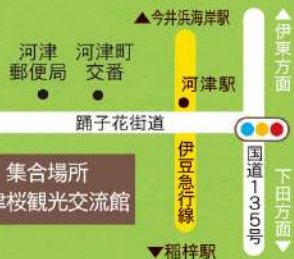 ▲今井浜海岸駅
▲伊東方面
河津
郵便局
河津町
交番
河津駅
踊子花街道
伊豆急行線
国道135号
集合場所
津桜観光交流館
下田方面▼
▼稲梓駅